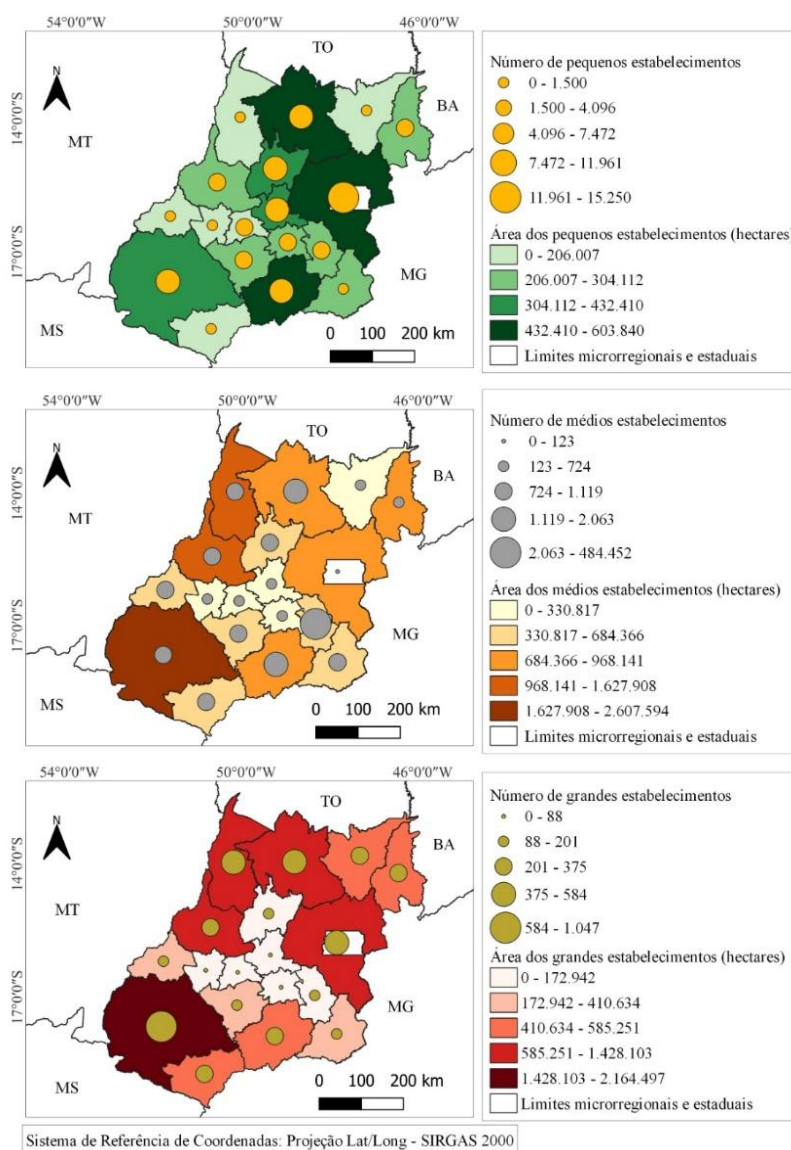 54°0'0"W 50°0'0"W 46°0'0"W
14°0'0"S
17°0'0"S
N
TO
BA
MT
MG
MS
0 100 200 km
Número de pequenos estabelecimentos
0 - 1.500
1.500 - 4.096
4.096 - 7.472
7.472 - 11.961
11.961 - 15.250
Área dos pequenos estabelecimentos (hectares)
0 - 206.007
206.007 - 304.112
304.112 - 432.410
432.410 - 603.840
Limites microrregionais e estaduais
54°0'0"W 50°0'0"W 46°0'0"W
14°0'0"S
17°0'0"S
N
TO
BA
MT
MG
MS
0 100 200 km
Número de médios estabelecimentos
0 - 123
123 - 724
724 - 1.119
1.119 - 2.063
2.063 - 484.452
Área dos médios estabelecimentos (hectares)
0 - 330.817
330.817 - 684.366
684.366 - 968.141
968.141 - 1.627.908
1.627.908 - 2.607.594
Limites microrregionais e estaduais
54°0'0"W 50°0'0"W 46°0'0"W
14°0'0"S
17°0'0"S
N
TO
BA
MT
MG
MS
0 100 200 km
Número de grandes estabelecimentos
0 - 88
88 - 201
201 - 375
375 - 584
584 - 1.047
Área dos grandes estabelecimentos (hectares)
0 - 172.942
172.942 - 410.634
410.634 - 585.251
585.251 - 1.428.103
1.428.103 - 2.164.497
Limites microrregionais e estaduais
Sistema de Referência de Coordenadas: Projeção Lat/Long - SIRGAS 2000